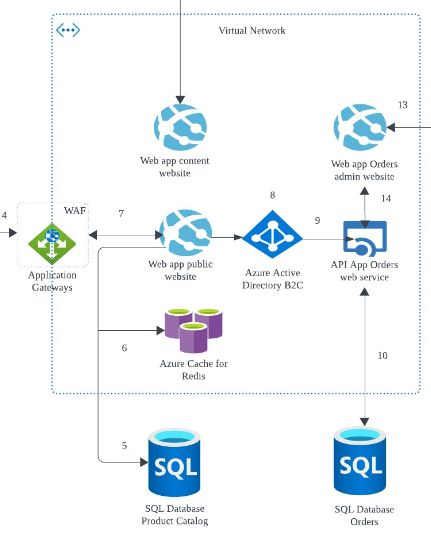 Virtual Network
13
Web app content
website
Web app Orders
admin website
8
14
4
WAF
7
9
Application
Gateways
Web app public
website
Azure Active
Directory B2C
API App Orders
web service
6
Azure Cache for
Redis
10
5
SQL
SQL
SQL Database
Product Catalog
SQL Database
Orders